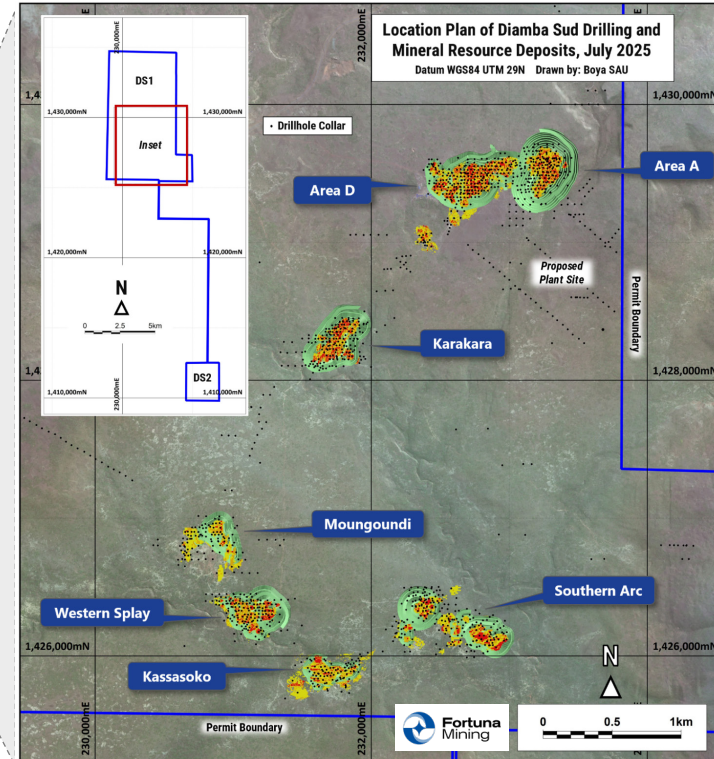 Location Plan of Diamba Sud Drilling and
Mineral Resource Deposits, July 2025
Datum WGS84 UTM 29N Drawn by: Boya SAU
230,000mE
DS1
1,430,000mN
1,430,000mN
Inset
1,420,000mN
1,420,000mN
N
0 2.5 5km
DS2
1,410,000mN
1,410,000mN
230,000mE
232,000mE
1,430,000mN
• Drillhole Collar
Area A
Area D
Proposed
Plant Site
Permit Boundary
Karakara
1,428,000mN
Moungoundi
Southern Arc
Western Splay
1,426,000mN
1,426,000mN
Kassasoko
N
230,000mE
232,000mE
Permit Boundary
Fortuna
Mining
0 0.5 1km